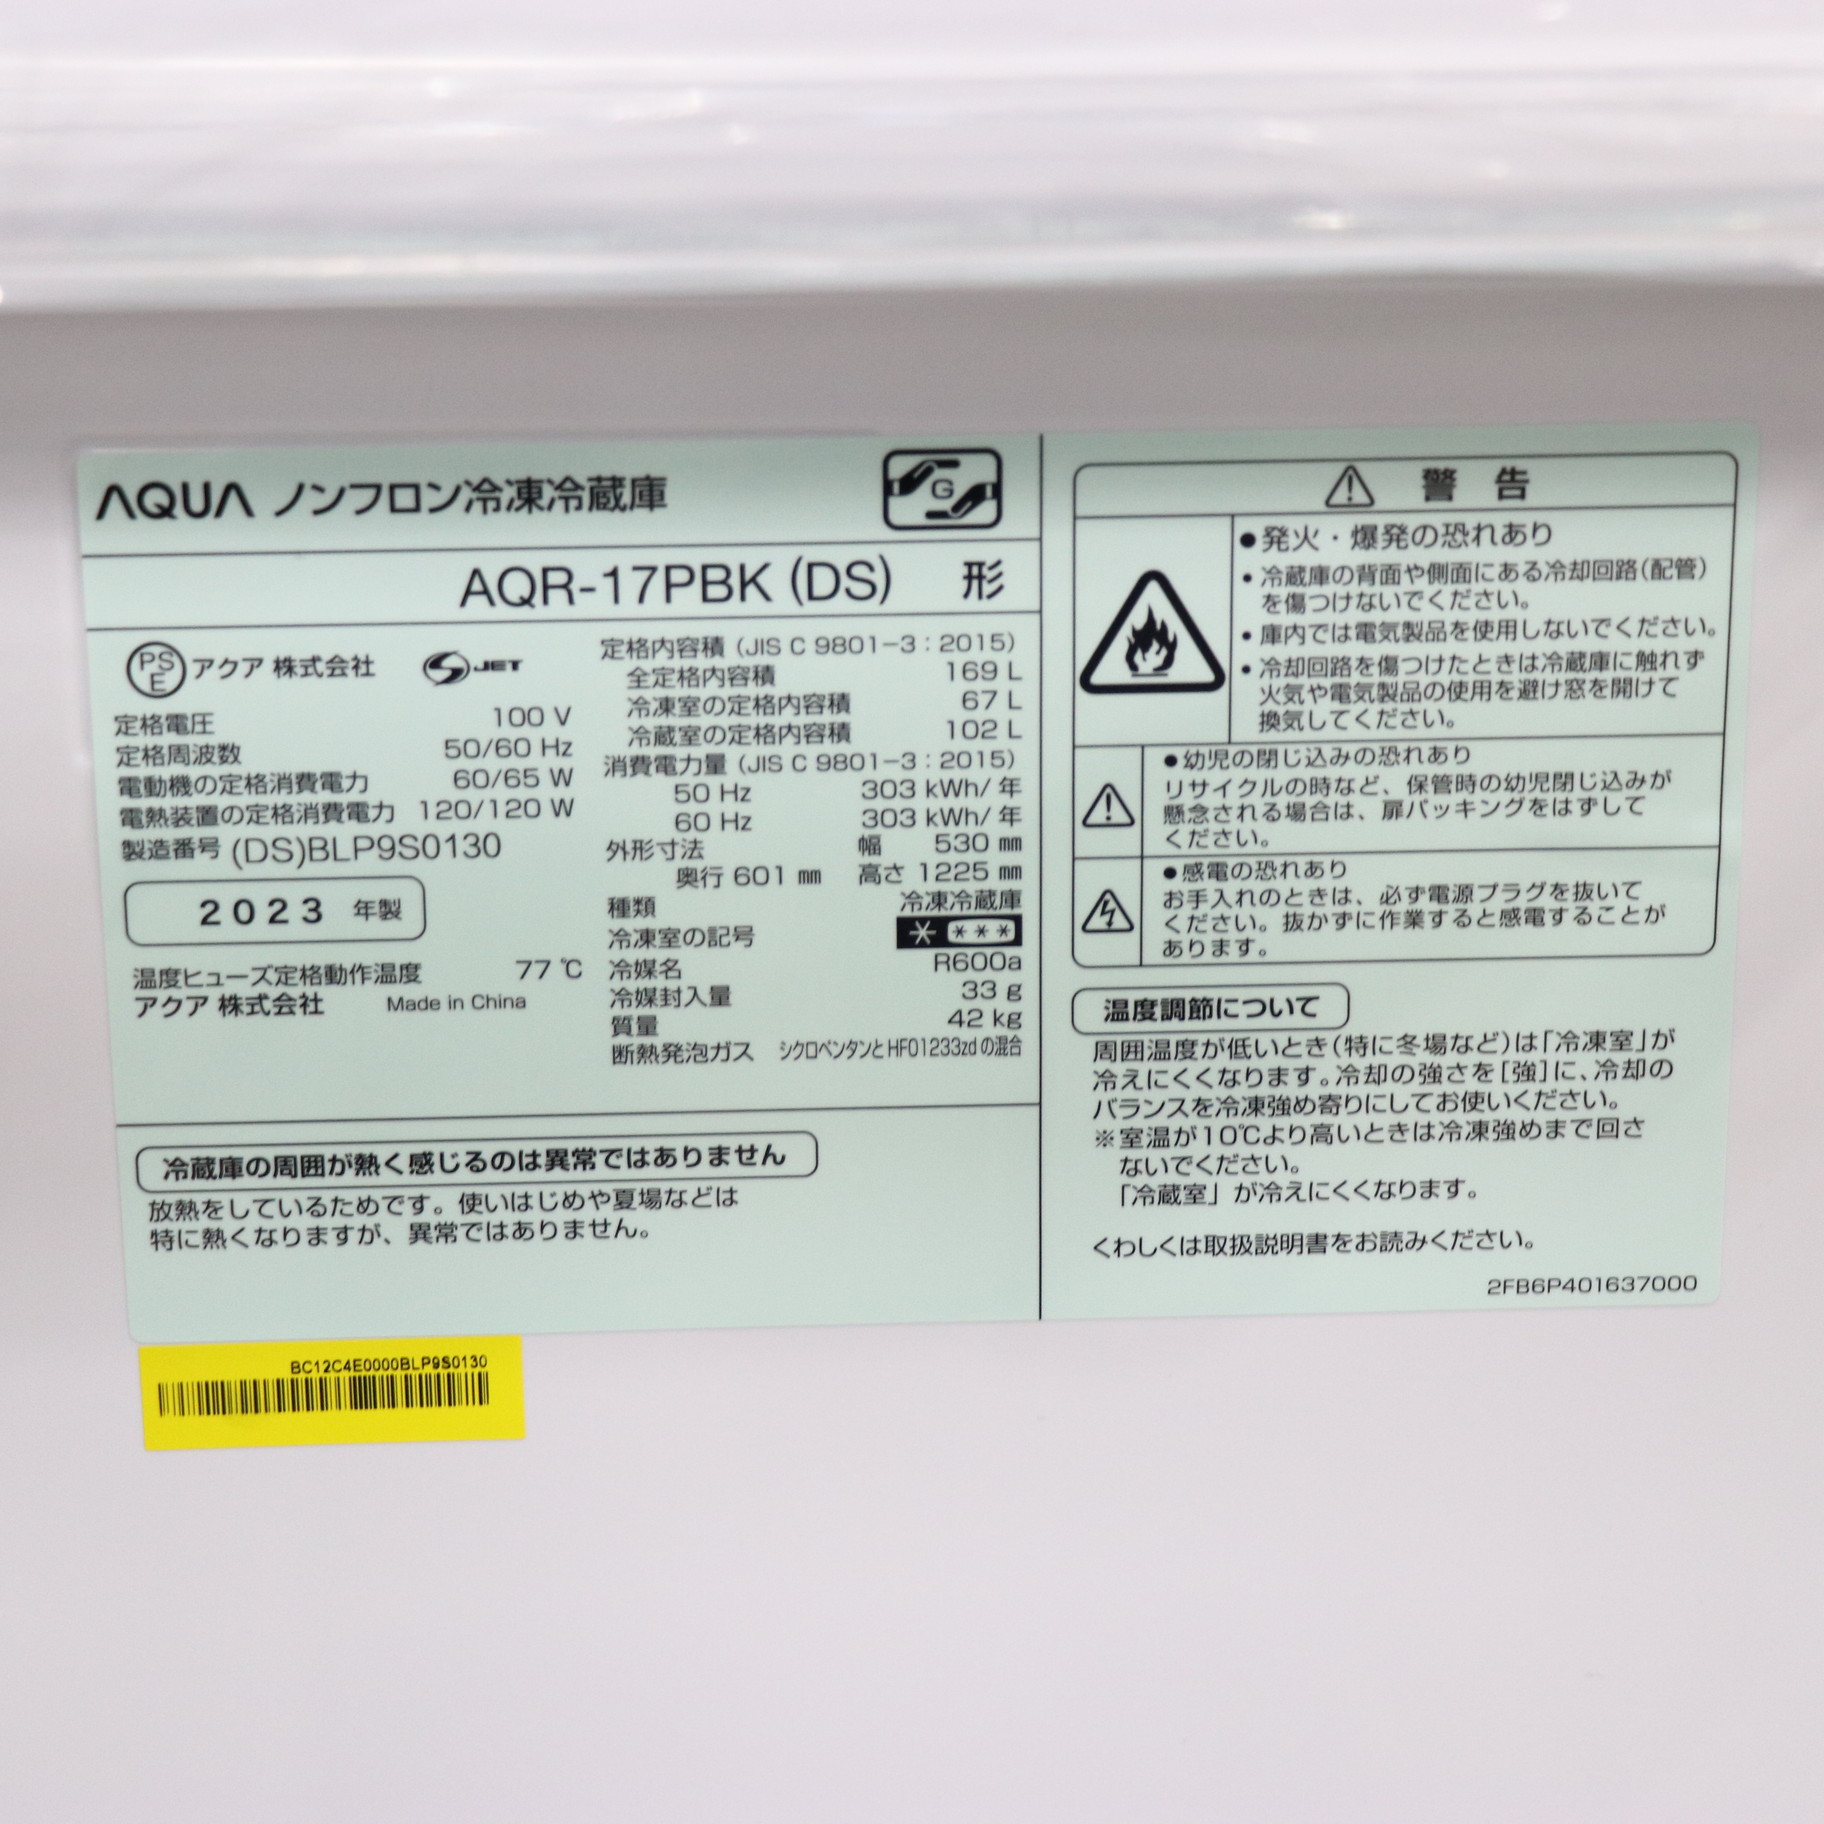 AQUA ノンフロン冷凍冷蔵庫
G
AQR-17PBK (DS) 形
PSE アクア 株式会社 S-JET
定格電圧 100 V
定格周波数 50/60 Hz
電動機の定格消費電力 60/65 W
電熱装置の定格消費電力 120/120 W
製造番号 (DS)BLP9S0130
2023 年製
温度ヒューズ定格動作温度 77 ℃
アクア 株式会社 Made in China
定格内容積 (JIS C 9801-3：2015)
全定格内容積 169 L
冷凍室の定格内容積 67 L
冷蔵室の定格内容積 102 L
消費電力量 (JIS C 9801-3：2015)
50 Hz 303 kWh/ 年
60 Hz 303 kWh/ 年
外形寸法 幅 530 ㎜
奥行 601 ㎜ 高さ 1225 ㎜
種類 冷凍冷蔵庫
冷凍室の記号 * ***
冷媒名 R600a
冷媒封入量 33 g
質量 42 kg
断熱発泡ガス シクロペンタンとHFO1233zdの混合
冷蔵庫の周囲が熱く感じるのは異常ではありません
放熱をしているためです。使いはじめや夏場などは
特に熱くなりますが、異常ではありません。
警 告
●発火・爆発の恐れあり
・冷蔵庫の背面や側面にある冷却回路(配管)
を傷つけないでください。
・庫内では電気製品を使用しないでください。
・冷却回路を傷つけたときは冷蔵庫に触れず
火気や電気製品の使用を避け窓を開けて
換気してください。
●幼児の閉じ込みの恐れあり
リサイクルの時など、保管時の幼児閉じ込みが
懸念される場合は、扉パッキングをはずして
ください。
●感電の恐れあり
お手入れのときは、必ず電源プラグを抜いて
ください。抜かずに作業すると感電することが
あります。
温度調節について
周囲温度が低いとき(特に冬場など)は「冷凍室」が
冷えにくくなります。冷却の強さを[強]に、冷却の
バランスを冷凍強め寄りにしてお使いください。
※室温が10℃より高いときは冷凍強めまで回さ
ないでください。
「冷蔵室」が冷えにくくなります。
くわしくは取扱説明書をお読みください。
2FB6P401637000
BC12C4E0000BLP9S0130